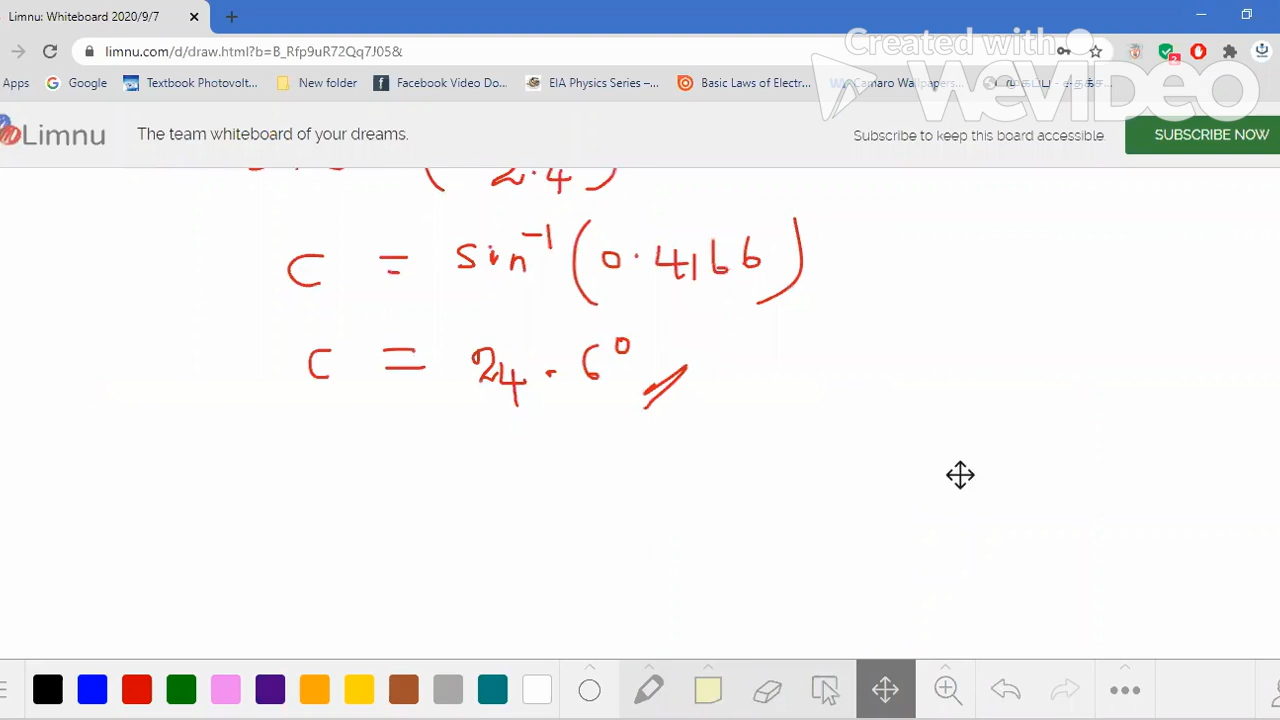 Limnu: Whiteboard 2020/9/7
Created with
limnu.com/d/draw.html?b=B_Rfp9uR72Qq7J05&
WEVIDEO
Apps Google Textbook Photovolt... New folder Facebook Video.Do... EIA Physics Series –... Basic Laws of Electr... Camaro Wallpapers...
Limnu The team whiteboard of your dreams. Subscribe to keep this board accessible. SUBSCRIBE NOW
2.4
C = sin⁻¹ (0.4166)
C = 24.6°